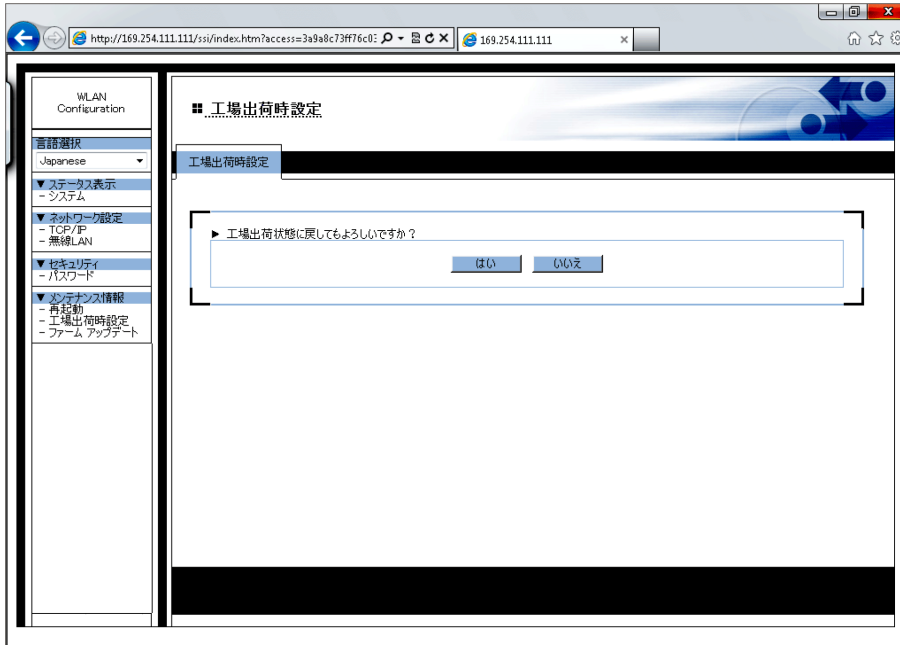 http://169.254.111.111/ssi/index.htm?access=3a9a8c73ff76c03
169.254.111.111
WLAN
Configuration
言語選択
Japanese
▼ ステータス表示
- システム
▼ ネットワーク設定
- TCP/IP
- 無線LAN
▼ セキュリティ
- パスワード
▼ メンテナンス情報
- 再起動
- 工場出荷時設定
- ファーム アップデート
工場出荷時設定
工場出荷時設定
▶ 工場出荷状態に戻してもよろしいですか？
はい いいえ